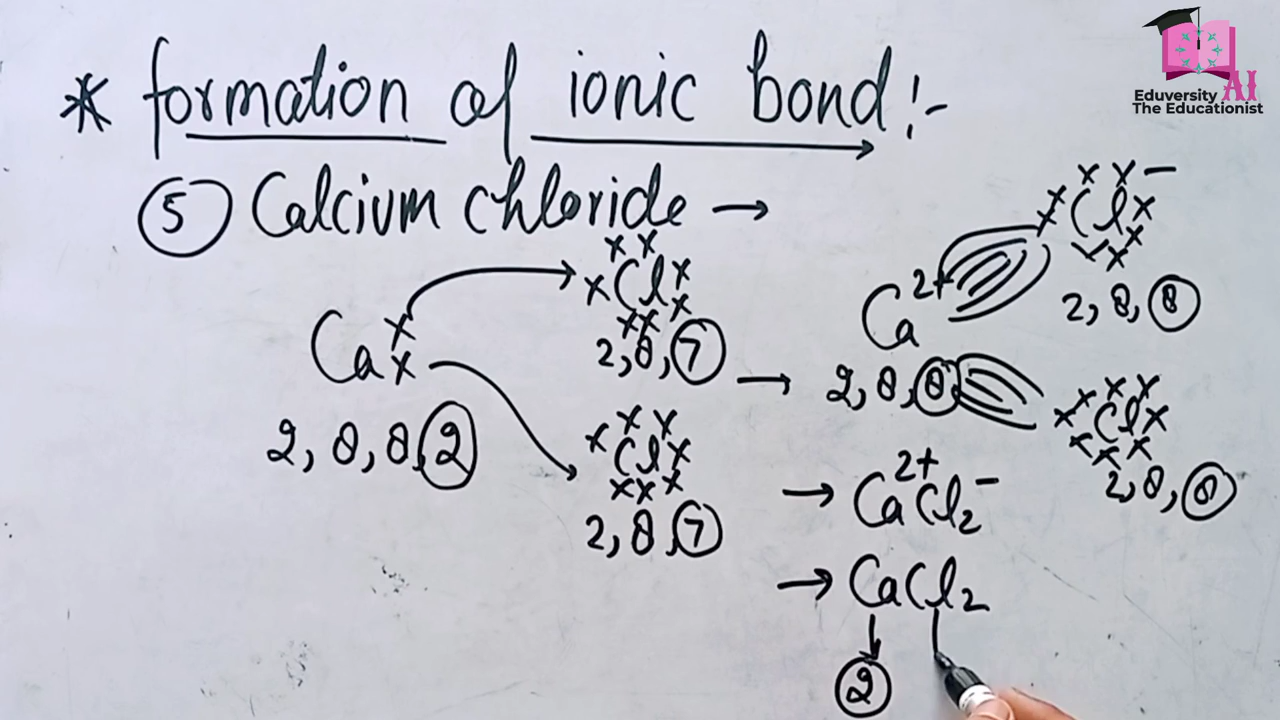 * formation of ionic bond :-
Eduversity AI
The Educationist
5 Calcium chloride →
Ca x x
2, 8, 8, 2
Cl
2, 8, 7
Cl
2, 8, 7
→
Ca 2+
2, 8, 8
Cl −
2, 8, 8
Cl
2, 8, 8
→ Ca²⁺Cl₂⁻
→ CaCl₂
2